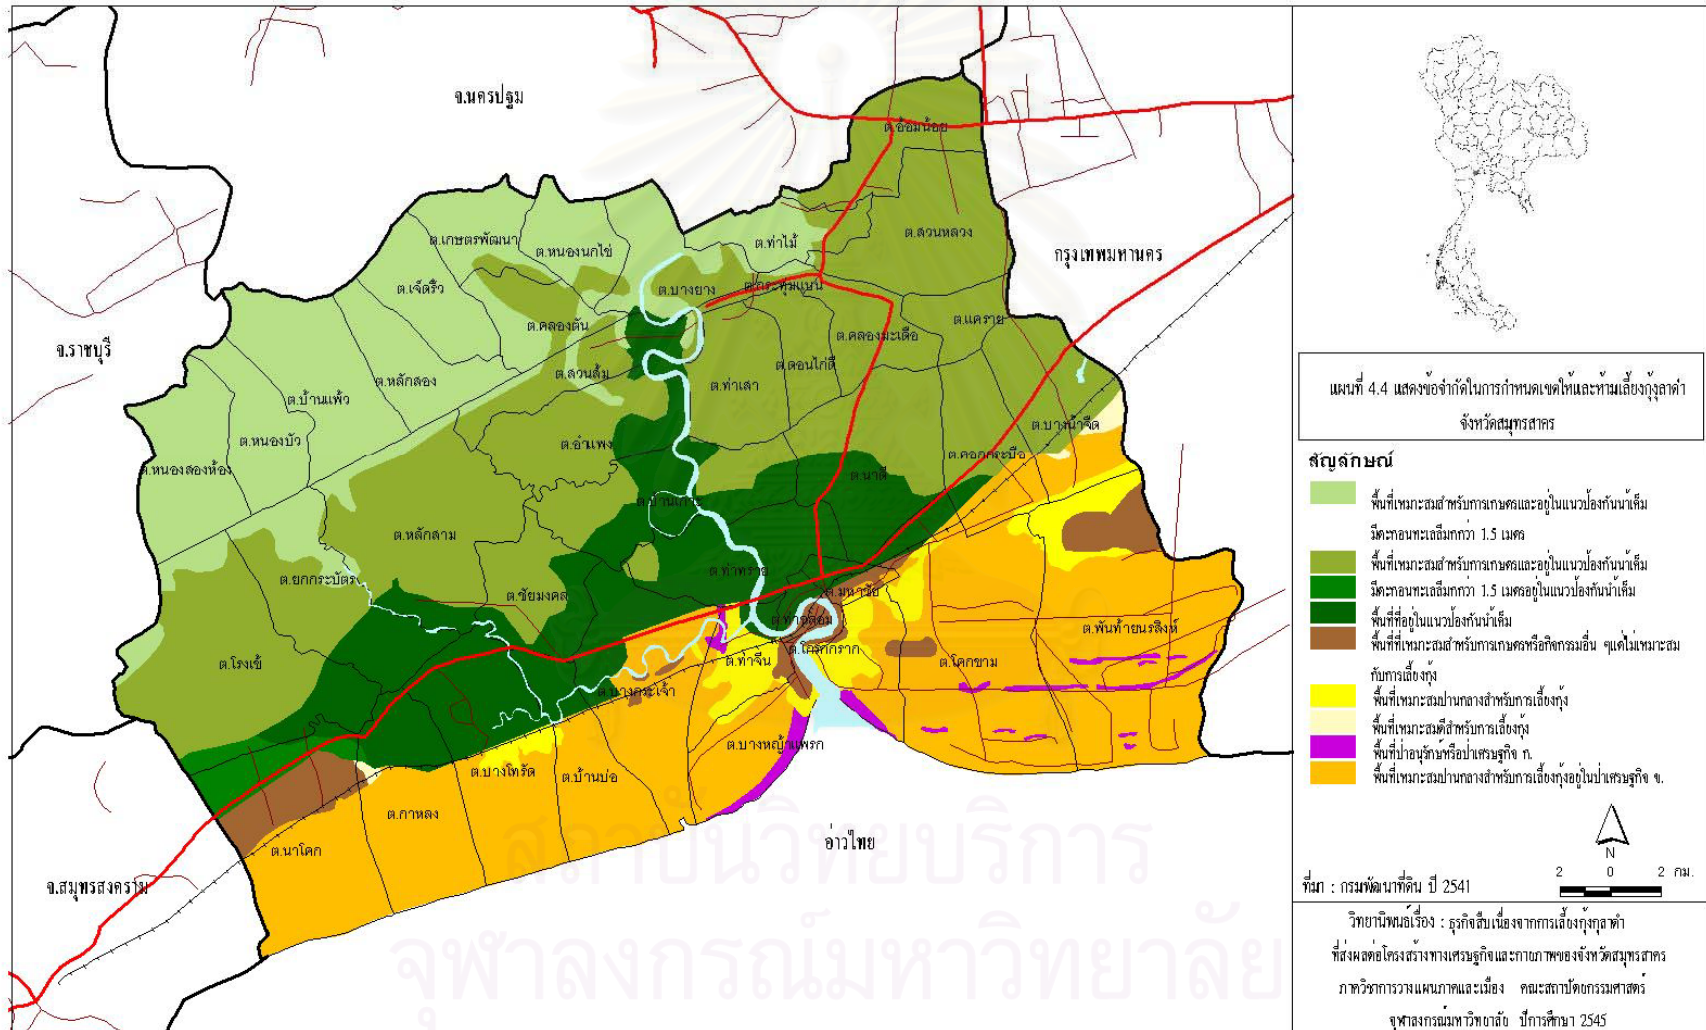 จ.นครปฐม
ต.อ้อมน้อย
ต.สวนหลวง
ต.ท่าไม้
ต.เกษตรพัฒนา
ต.หนองนกไข่
กรุงเทพมหานคร
ต.เจ็ดริ้ว
ต.บางยาง
ต.กระทุ่มแบน
ต.คลองตัน
ต.แคราย
ต.คลองมะเดื่อ
จ.ราชบุรี
ต.ดอนไก่ดี
ต.สวนส้ม
ต.หลักสอง
ต.ท่าเสา
ต.บ้านแพ้ว
ต.บางน้ำจืด
ต.หนองบัว
ต.อำแพง
ต.คอกกระบือ
ต.หนองสองห้อง
ต.นาดี
ต.บ้านเกาะ
ต.หลักสาม
ต.ท่าทราย
ต.ยกกระบัตร
ต.ชัยมงคล
ต.มหาชัย
ต.ท่าฉลอม
ต.พันท้ายนรสิงห์
ต.โกรกกราก
ต.ท่าจีน
ต.โคกขาม
ต.โรงเข้
ต.บางกระเจ้า
ต.บางหญ้าแพรก
ต.บางโทรัด
ต.บ้านบ่อ
ต.กาหลง
ต.นาโคก
อ่าวไทย
จ.สมุทรสงคราม
สถาบันวิทยบริการ
จุฬาลงกรณ์มหาวิทยาลัย
แผนที่ 4.4 แสดงข้อจำกัดในการกำหนดเขตให้และห้ามเลี้ยงกุ้งุลาดำ
จังหวัดสมุทรสาคร
สัญลักษณ์
พื้นที่เหมาะสมสำหรับการเกษตรและอยู่ในแนวป้องกันน้ำเค็ม
มีตะกอนทะเลลึมกกว่า 1.5 เมตร
พื้นที่เหมาะสมสำหรับการเกษตรและอยู่ในแนวป้องกันน้ำเค็ม
มีตะกอนทะเลลึมกกว่า 1.5 เมตรอยู่ในแนวป้องกันน้ำเค็ม
พื้นที่ที่อยู่ในแนวป้องกันน้ำเค็ม
พื้นที่ที่เหมาะสมสำหรับการเกษตรหรือกิจกรรมอื่น ๆแต่ไม่เหมาะสม
กับการเลี้ยงกุ้ง
พื้นที่เหมาะสมปานกลางสำหรับการเลี้ยงกุ้ง
พื้นที่เหมาะสมดีสำหรับการเลี้ยงกุ้ง
พื้นที่ป่าอนุรักษ์หรือป่าเศรษฐกิจ ก.
พื้นที่เหมาะสมปานกลางสำหรับการเลี้ยงกุ้งอยู่ในป่าเศรษฐกิจ ข.
N
2 0 2 กม.
ที่มา : กรมพัฒนาที่ดิน ปี 2541
วิทยานิพนธ์เรื่อง : ธุรกิจสืบเนื่องจากการเลี้ยงกุ้งกุลาดำ
ที่ส่งผลต่อโครงสร้างทางเศรษฐกิจและกายภาพของจังหวัดสมุทรสาคร
ภาควิชาการวางแผนภาคและเมือง คณะสถาปัตยกรรมศาสตร์
จุฬาลงกรณ์มหาวิทยาลัย ปีการศึกษา 2545